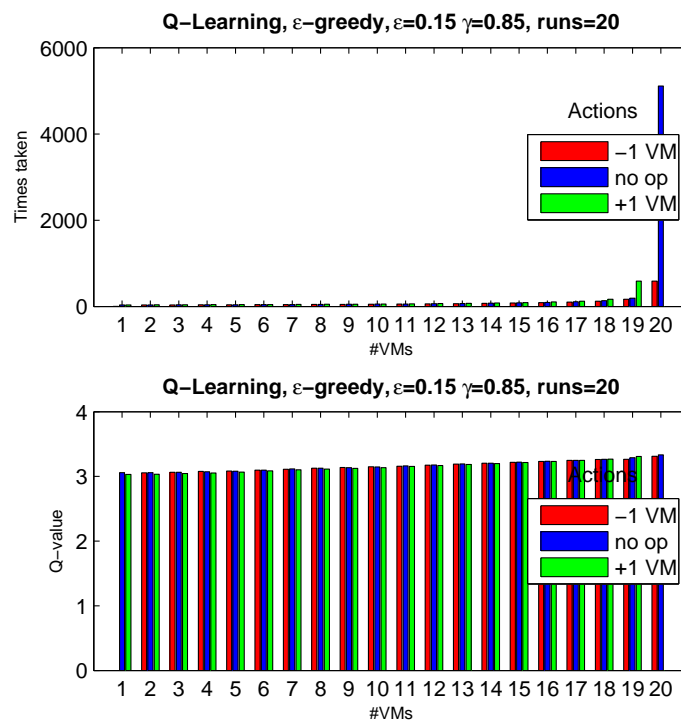 Q−Learning, ε−greedy, ε=0.15 γ=0.85, runs=20
6000
4000
2000
0
Times taken
Actions
−1 VM
no op
+1 VM
1 2 3 4 5 6 7 8 9 10 11 12 13 14 15 16 17 18 19 20
#VMs
Q−Learning, ε−greedy, ε=0.15 γ=0.85, runs=20
4
3
2
1
0
Q−value
Actions
−1 VM
no op
+1 VM
1 2 3 4 5 6 7 8 9 10 11 12 13 14 15 16 17 18 19 20
#VMs